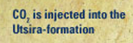 CO₂ is injected into the
Utsira-formation